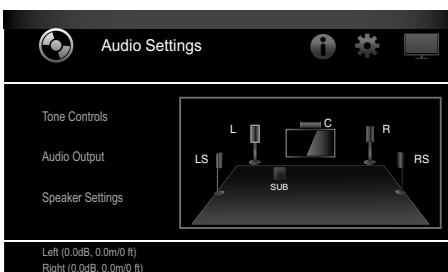 Audio Settings
Tone Controls
L
C
R
Audio Output
LS
RS
SUB
Speaker Settings
Left (0.0dB, 0.0m/0 ft)
Right (0.0dB, 0.0m/0 ft)